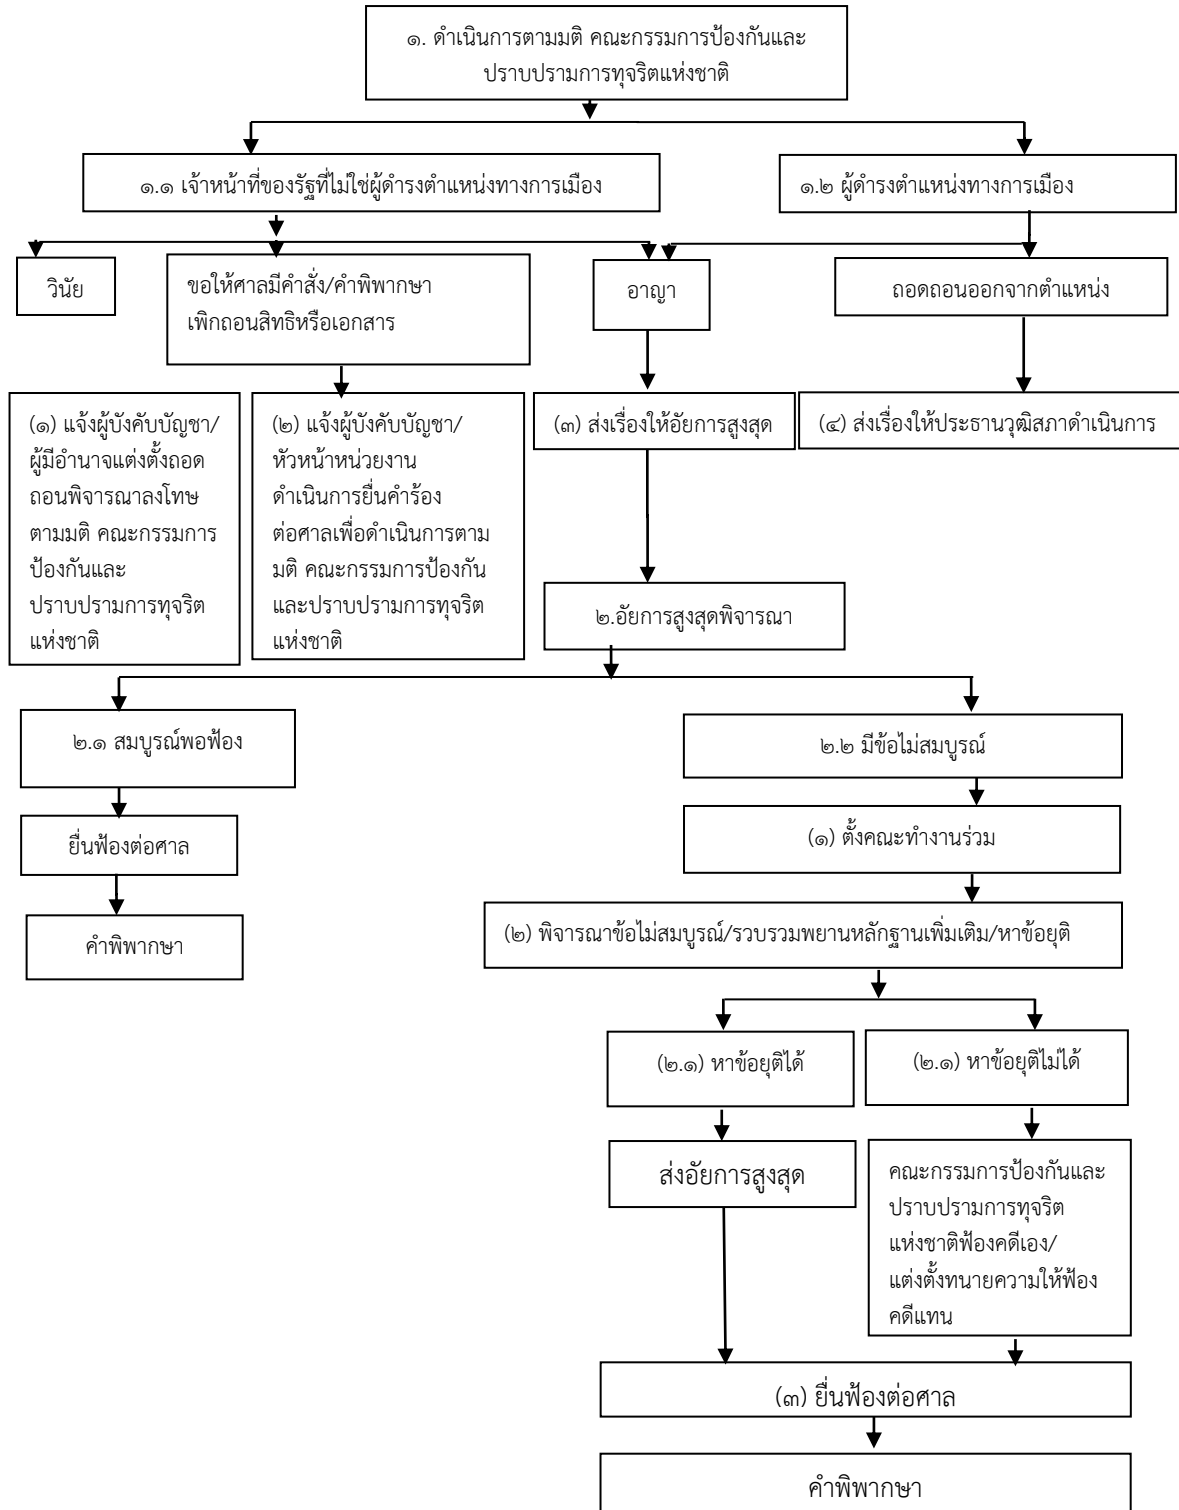 ๑. ดำเนินการตามมติ คณะกรรมการป้องกันและ
ปราบปรามการทุจริตแห่งชาติ
๑.๑ เจ้าหน้าที่ของรัฐที่ไม่ใช่ผู้ดำรงตำแหน่งทางการเมือง
๑.๒ ผู้ดำรงตำแหน่งทางการเมือง
วินัย
ขอให้ศาลมีคำสั่ง/คำพิพากษา
เพิกถอนสิทธิหรือเอกสาร
อาญา
ถอดถอนออกจากตำแหน่ง
(๑) แจ้งผู้บังคับบัญชา/
ผู้มีอำนาจแต่งตั้งถอด
ถอนพิจารณาลงโทษ
ตามมติ คณะกรรมการ
ป้องกันและ
ปราบปรามการทุจริต
แห่งชาติ
(๒) แจ้งผู้บังคับบัญชา/
หัวหน้าหน่วยงาน
ดำเนินการยื่นคำร้อง
ต่อศาลเพื่อดำเนินการตาม
มติ คณะกรรมการป้องกัน
และปราบปรามการทุจริต
แห่งชาติ
(๓) ส่งเรื่องให้อัยการสูงสุด
(๔) ส่งเรื่องให้ประธานวุฒิสภาดำเนินการ
๒.อัยการสูงสุดพิจารณา
๒.๑ สมบูรณ์พอฟ้อง
๒.๒ มีข้อไม่สมบูรณ์
ยื่นฟ้องต่อศาล
(๑) ตั้งคณะทำงานร่วม
คำพิพากษา
(๒) พิจารณาข้อไม่สมบูรณ์/รวบรวมพยานหลักฐานเพิ่มเติม/หาข้อยุติ
(๒.๑) หาข้อยุติได้
(๒.๑) หาข้อยุติไม่ได้
ส่งอัยการสูงสุด
คณะกรรมการป้องกันและ
ปราบปรามการทุจริต
แห่งชาติฟ้องคดีเอง/
แต่งตั้งทนายความให้ฟ้อง
คดีแทน
(๓) ยื่นฟ้องต่อศาล
คำพิพากษา